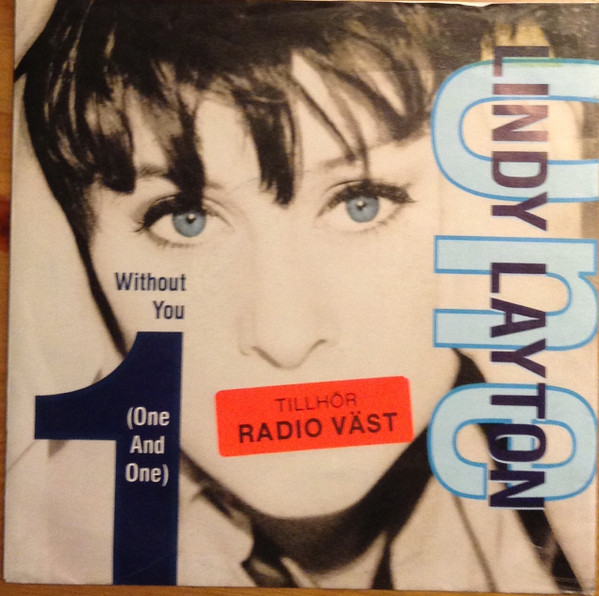 LINDY LAYTON
one
Without
You
1
(One
And
One)
TILLHÖR
RADIO VÄST